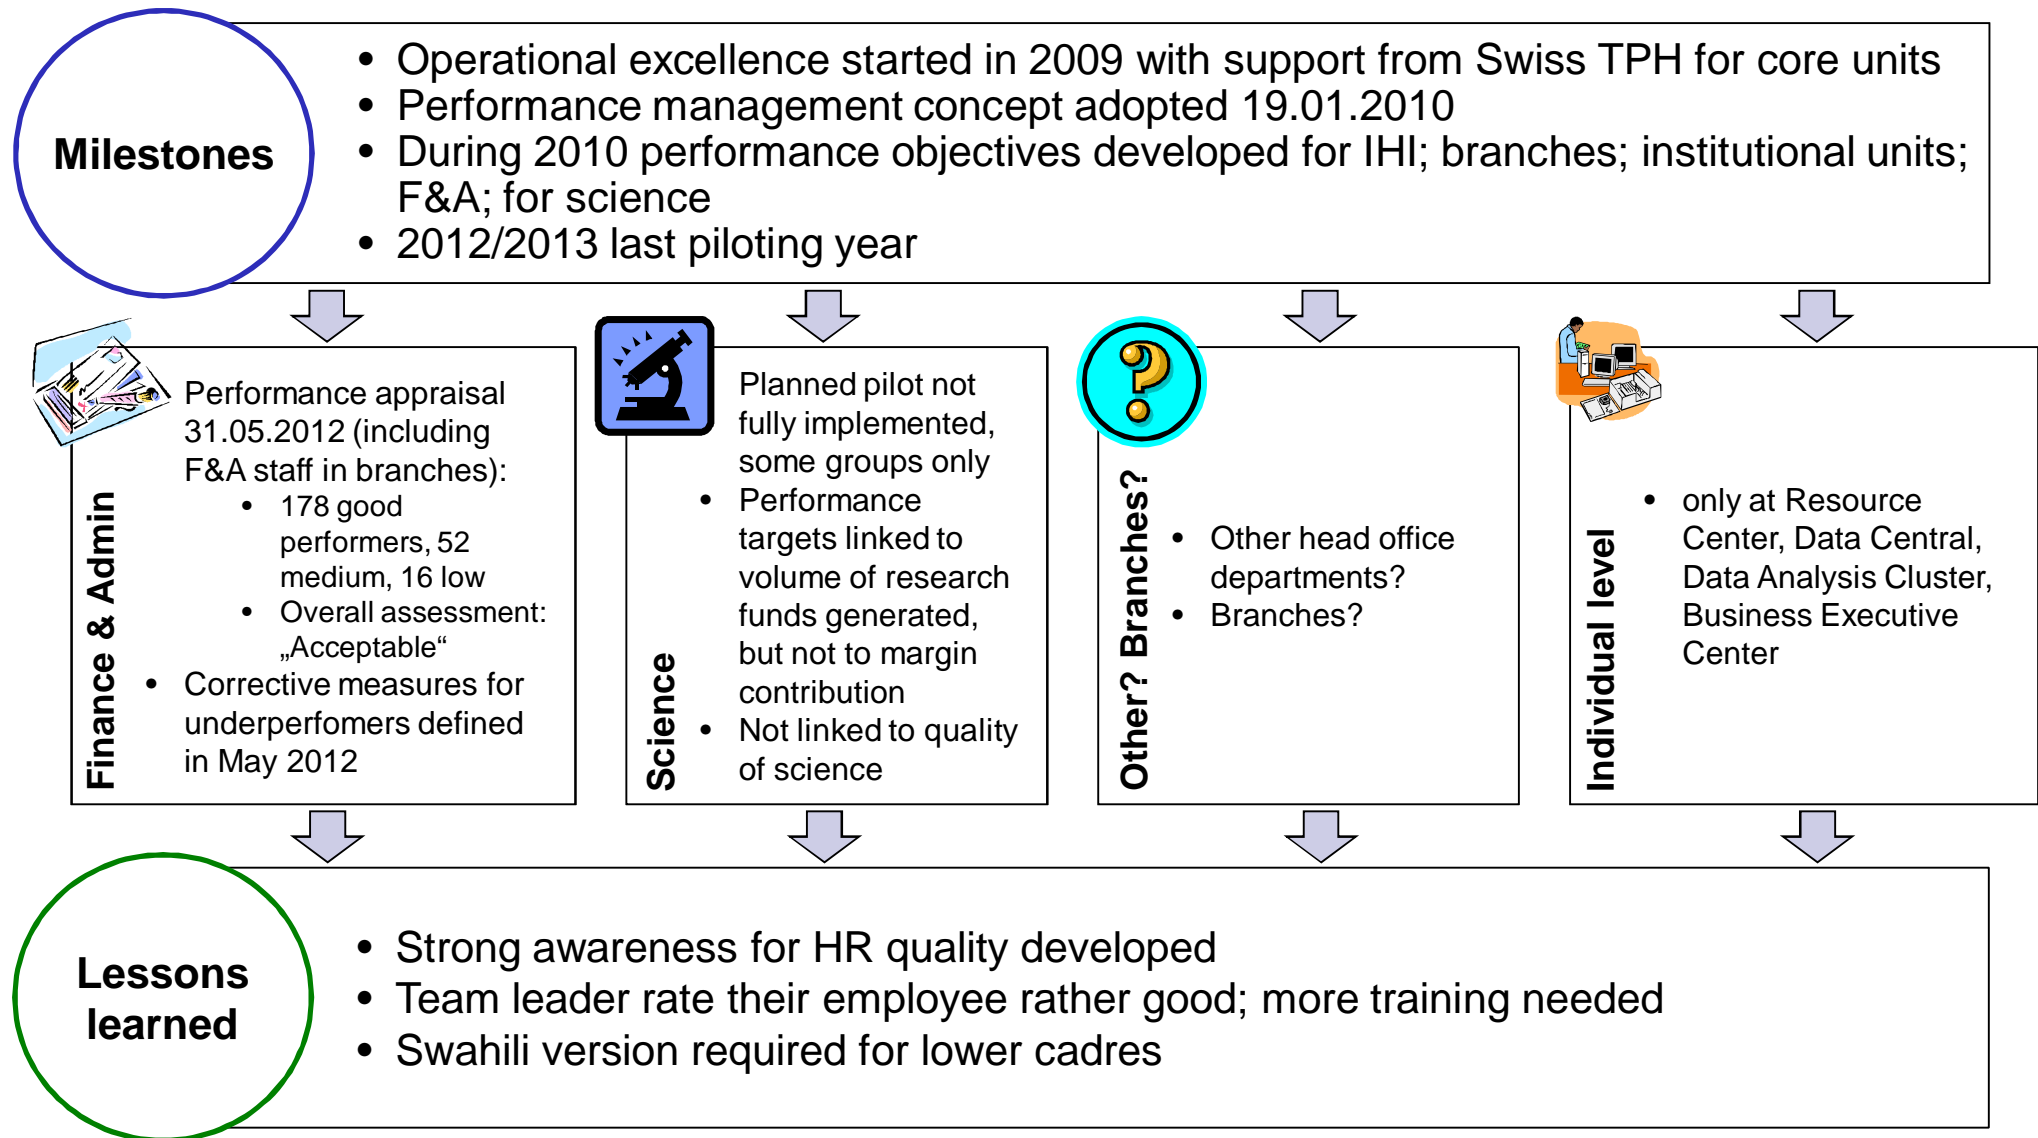 Milestones
• Operational excellence started in 2009 with support from Swiss TPH for core units
• Performance management concept adopted 19.01.2010
• During 2010 performance objectives developed for IHI; branches; institutional units;
F&A; for science
• 2012/2013 last piloting year
Finance & Admin
Performance appraisal
31.05.2012 (including
F&A staff in branches):
• 178 good
performers, 52
medium, 16 low
• Overall assessment:
„Acceptable“
• Corrective measures for
underperfomers defined
in May 2012
Science
Planned pilot not
fully implemented,
some groups only
• Performance
targets linked to
volume of research
funds generated,
but not to margin
contribution
• Not linked to quality
of science
Other? Branches?
• Other head office
departments?
• Branches?
Individual level
• only at Resource
Center, Data Central,
Data Analysis Cluster,
Business Executive
Center
Lessons
learned
• Strong awareness for HR quality developed
• Team leader rate their employee rather good; more training needed
• Swahili version required for lower cadres